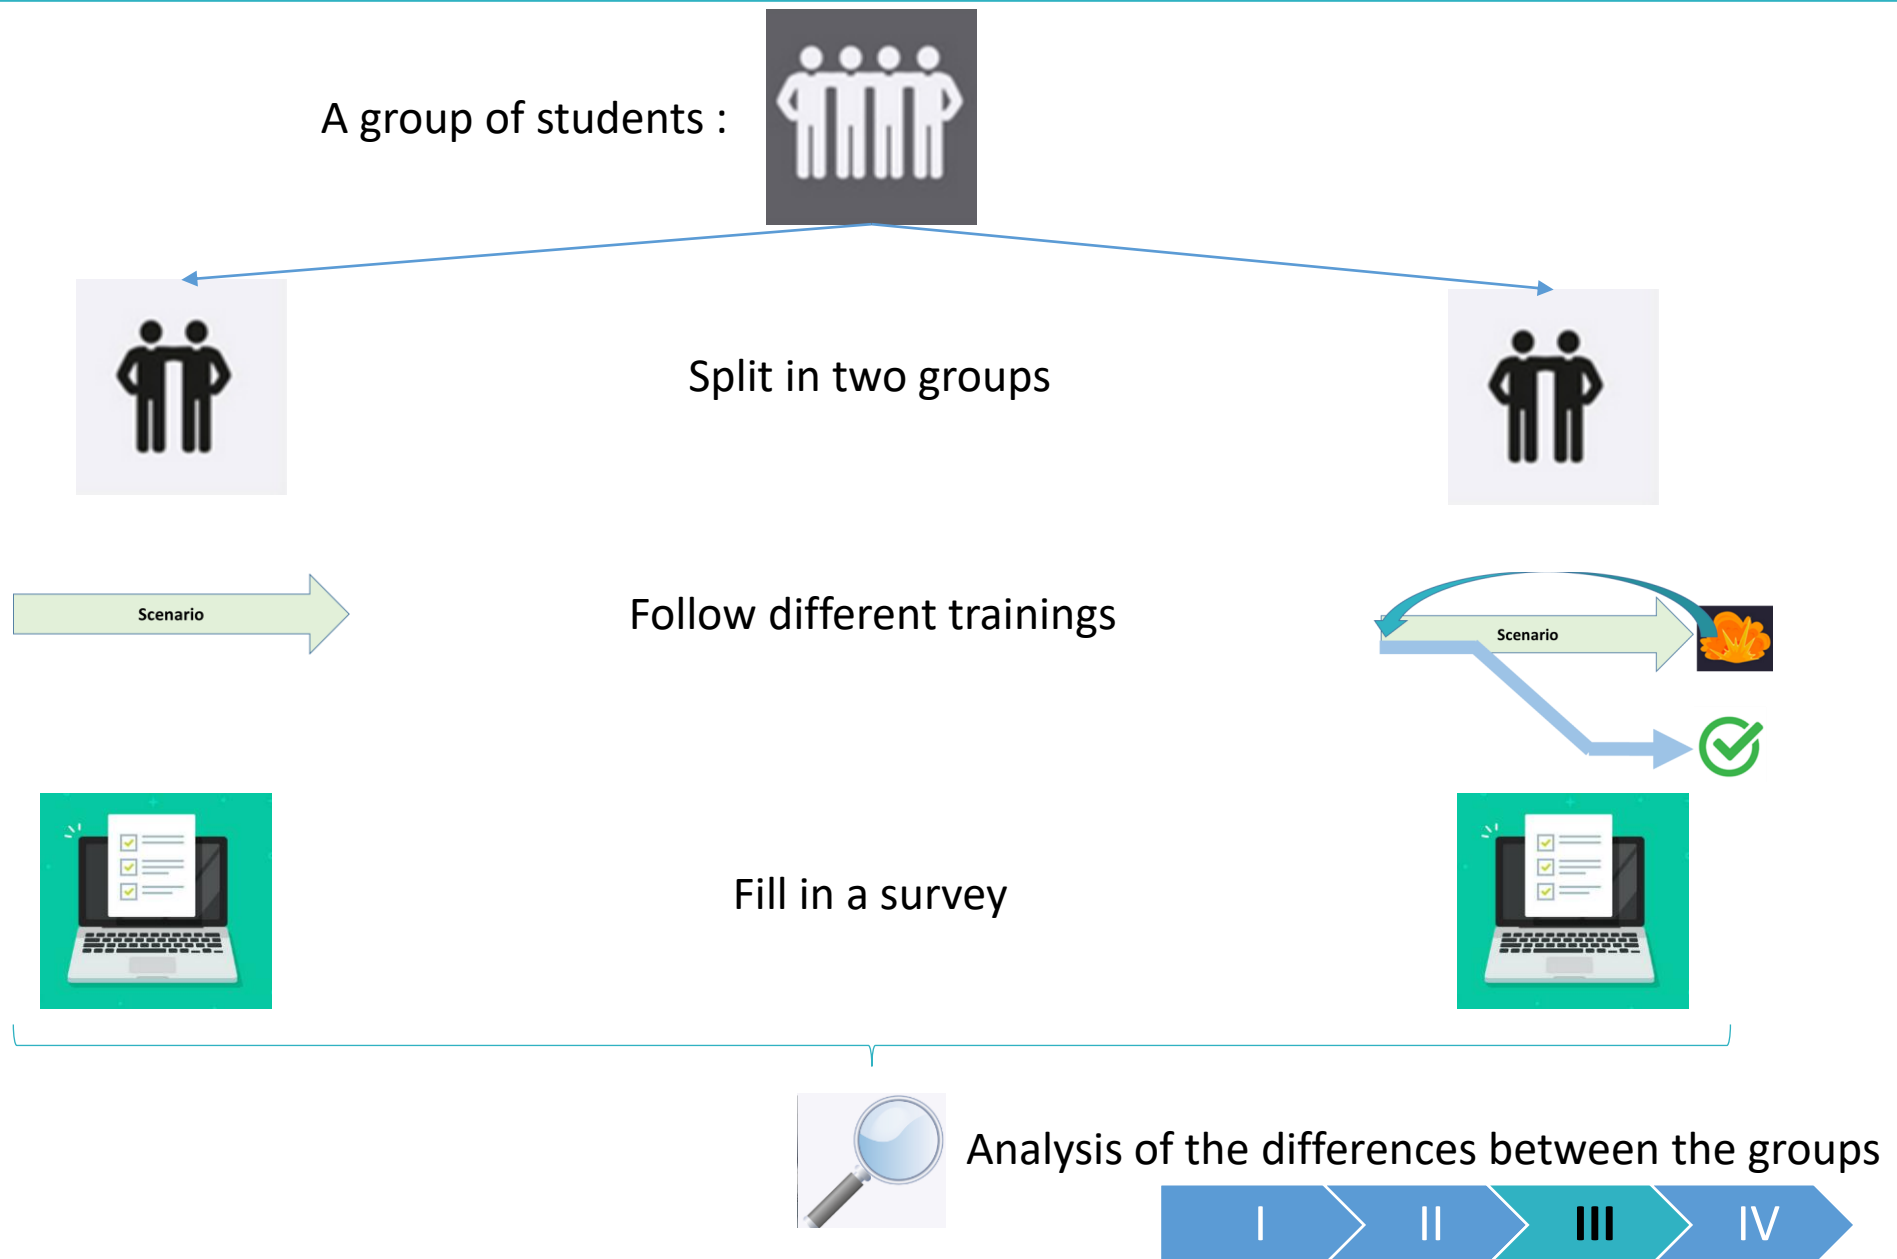 A group of students :
Split in two groups
Scenario
Follow different trainings
Scenario
Fill in a survey
Analysis of the differences between the groups
I
II
III
IV